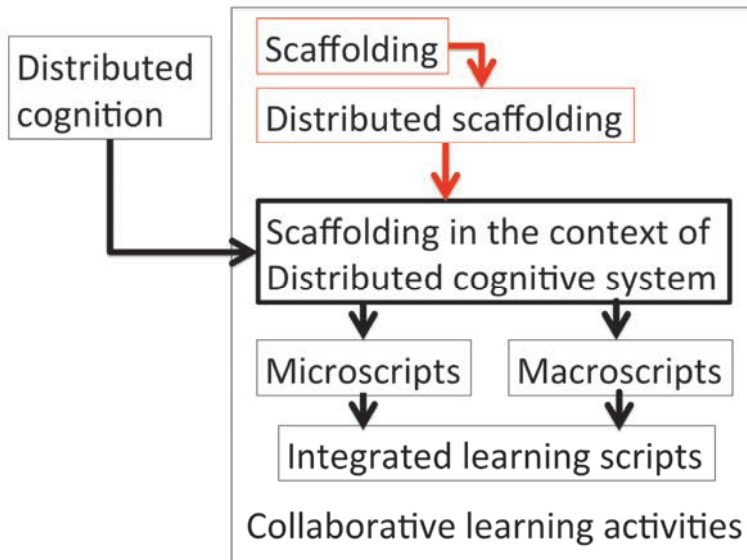 Distributed
cognition
Scaffolding
Distributed scaffolding
Scaffolding in the context of
Distributed cognitive system
Microscripts
Macroscripts
Integrated learning scripts
Collaborative learning activities